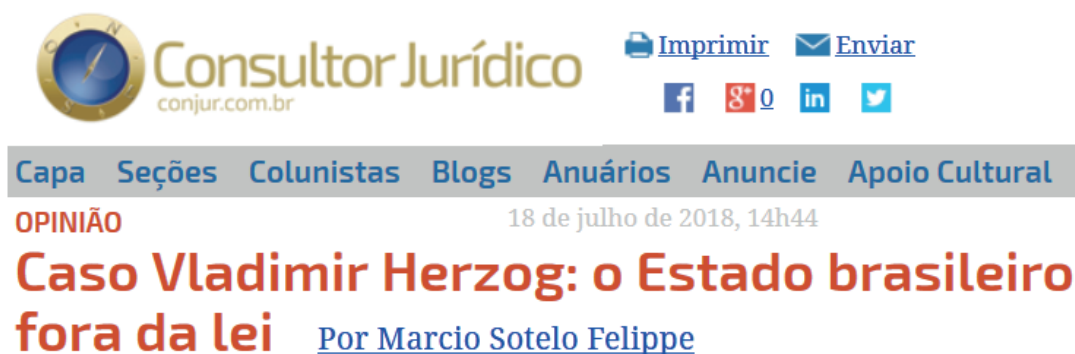 Consultor Jurídico
conjur.com.br
Imprimir Enviar
0
Capa Seções Colunistas Blogs Anuários Anuncie Apoio Cultural
OPINIÃO 18 de julho de 2018, 14h44
Caso Vladimir Herzog: o Estado brasileiro
fora da lei Por Marcio Sotelo Felippe